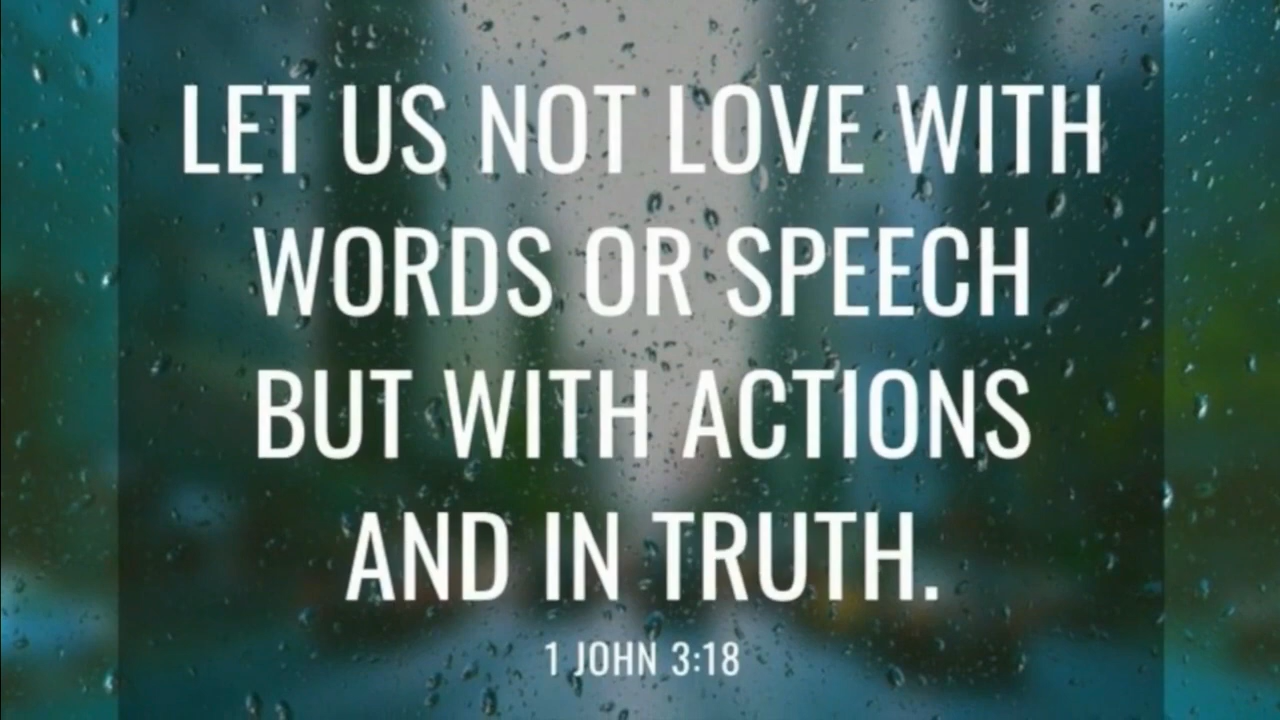 LET US NOT LOVE WITH
WORDS OR SPEECH
BUT WITH ACTIONS
AND IN TRUTH.
1 JOHN 3:18